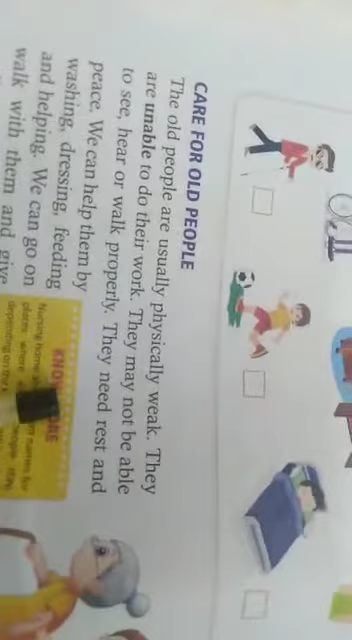 CARE FOR OLD PEOPLE
The old people are usually physically weak. They
are unable to do their work. They may not be able
to see, hear or walk properly. They need rest and
peace. We can help them by
washing, dressing, feeding
and helping. We can go on
walk with them and give
KNOW MORE
Nursing home
places where
depending on the